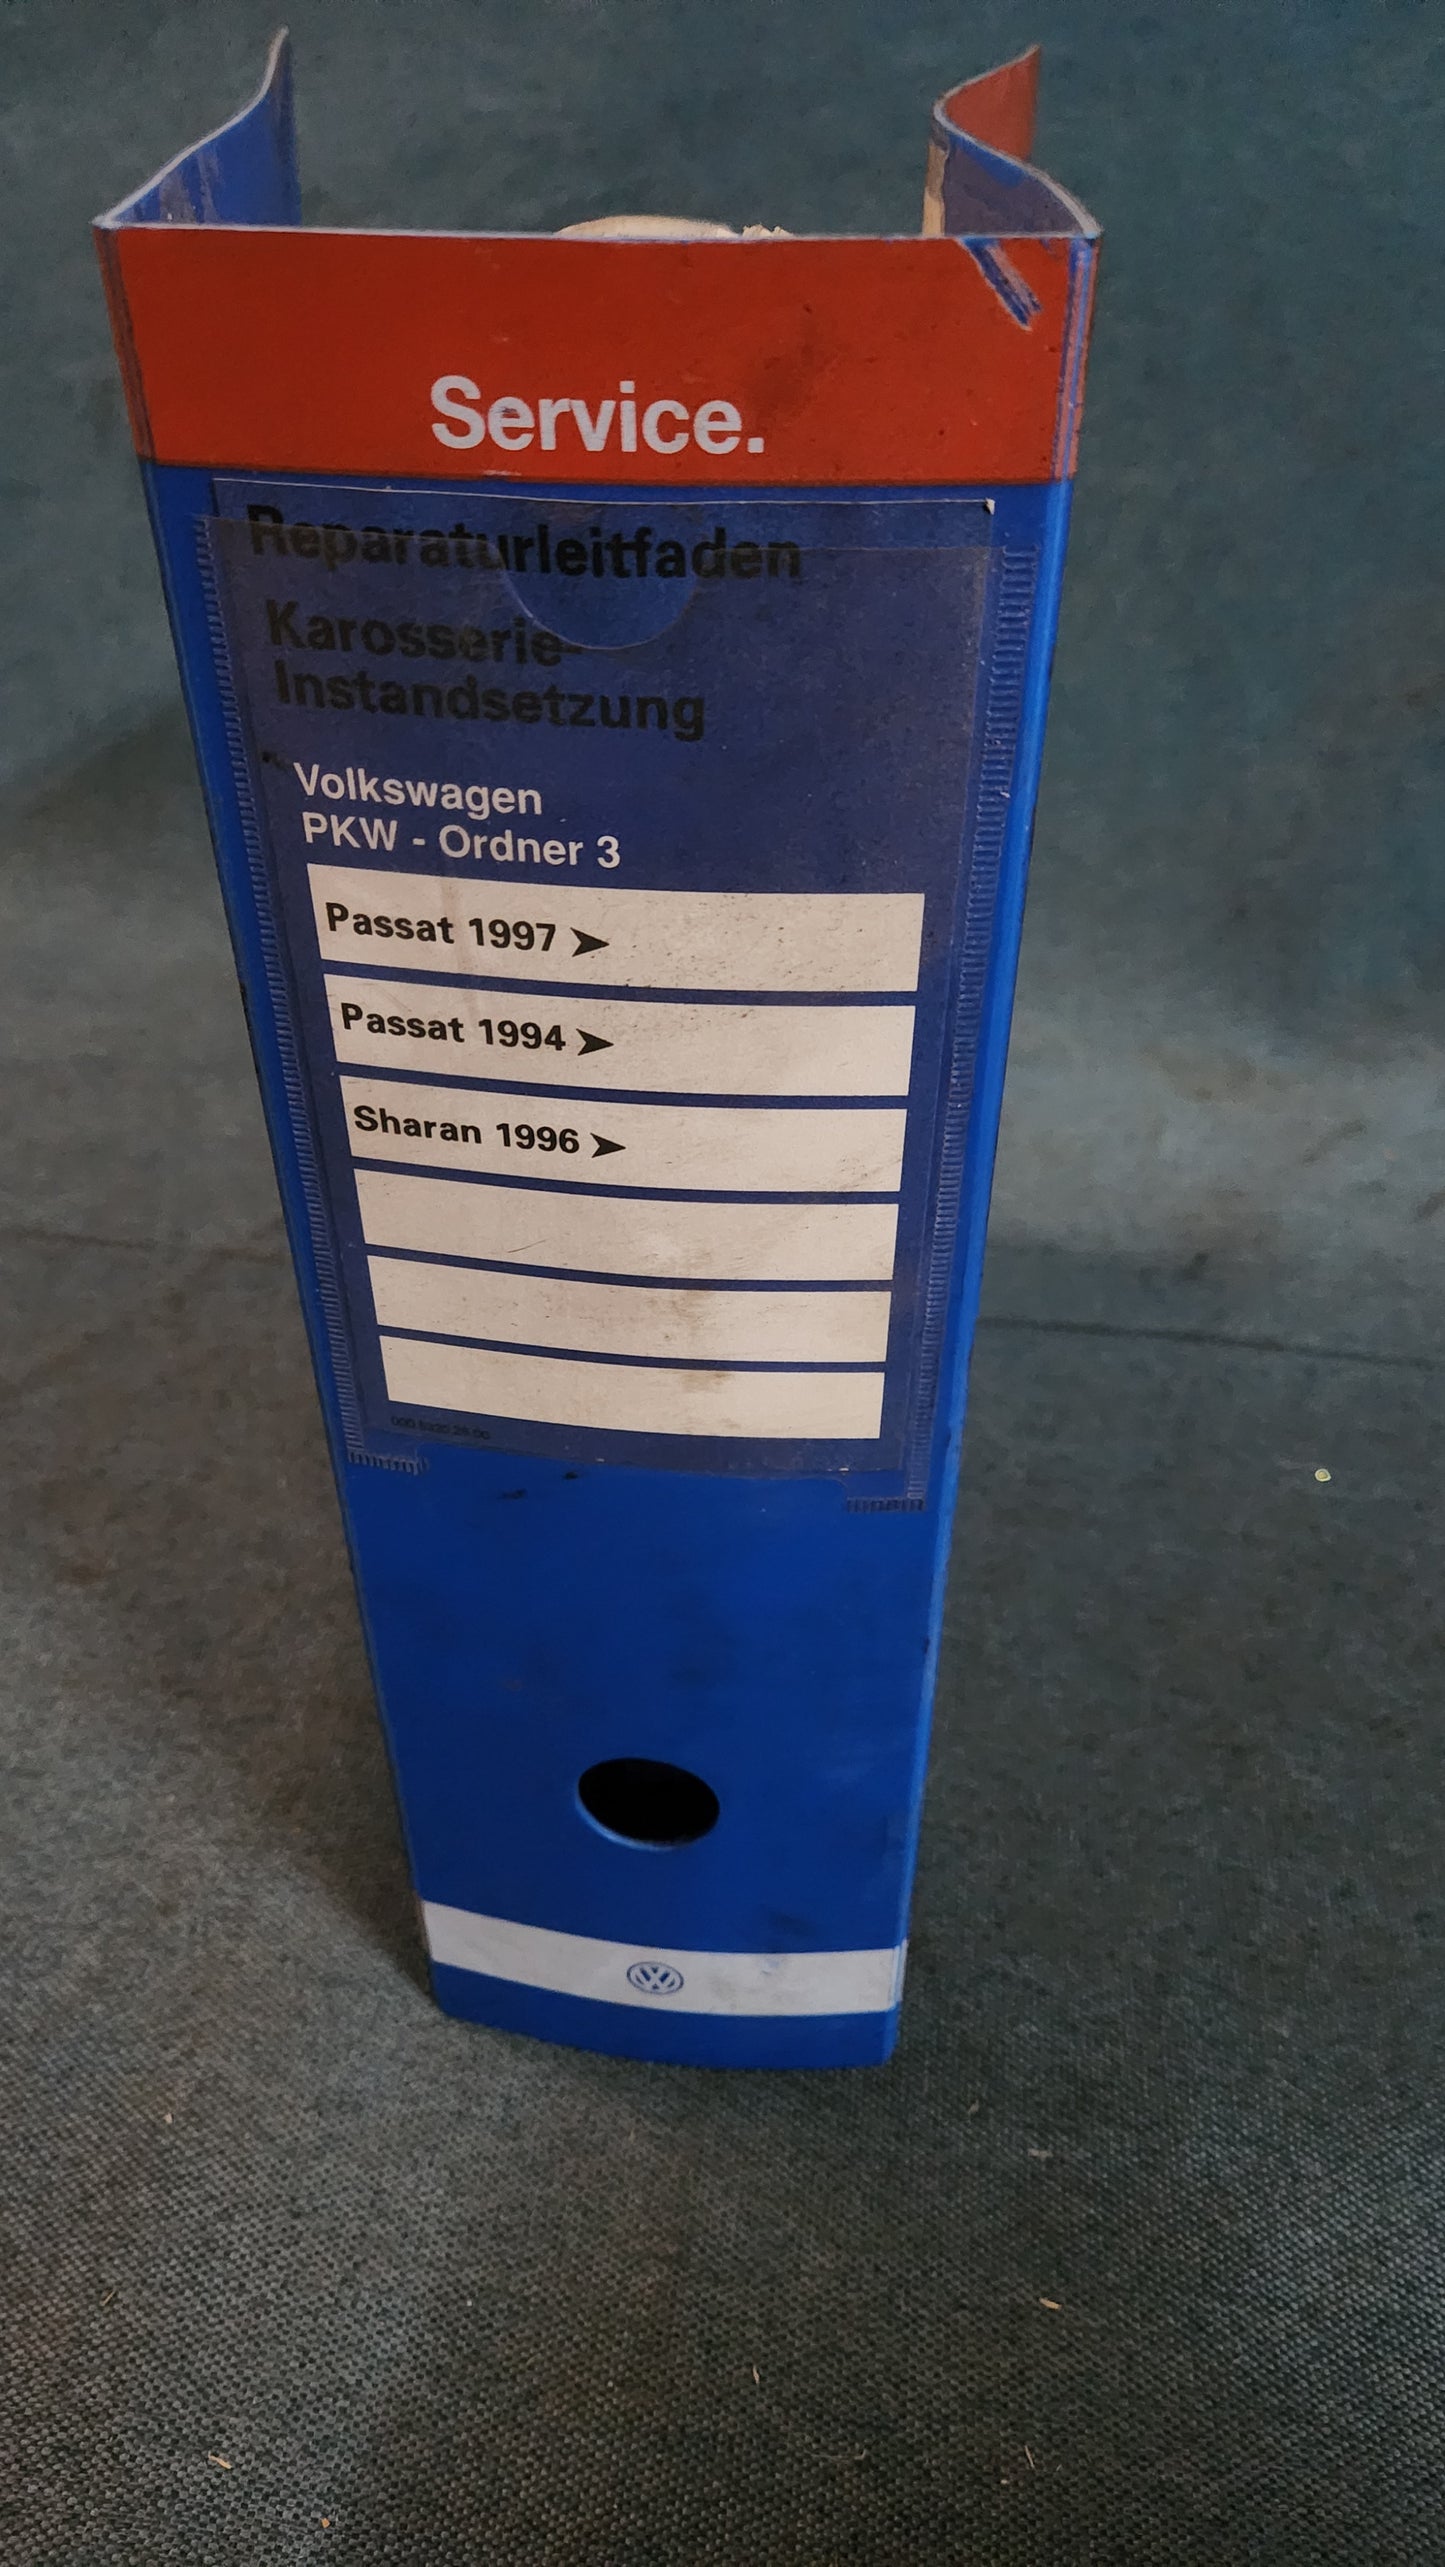 Service.
Reparaturleitfaden
Karosserie-
Instandsetzung
Volkswagen
PKW - Ordner 3
Passat 1997 ➤
Passat 1994 ➤
Sharan 1996 ➤